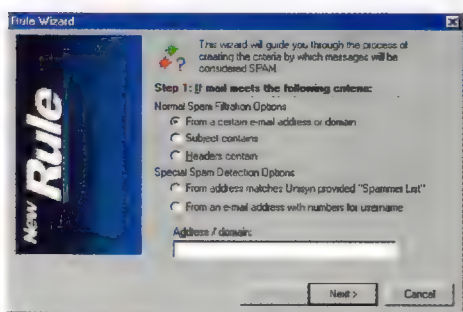 Rule Wizard
New Rule
This wizard will guide you through the process of
creating the criteria by which messages will be
considered SPAM.
Step 1: If mail meets the following criteria:
Normal Spam Filtration Options
From a certain e-mail address or domain
Subject contains
Headers contain
Special Spam Detection Options
From address matches Unsyn provided "Spammer List"
From an e-mail address with numbers for username
Address / domain:
Next >
Cancel